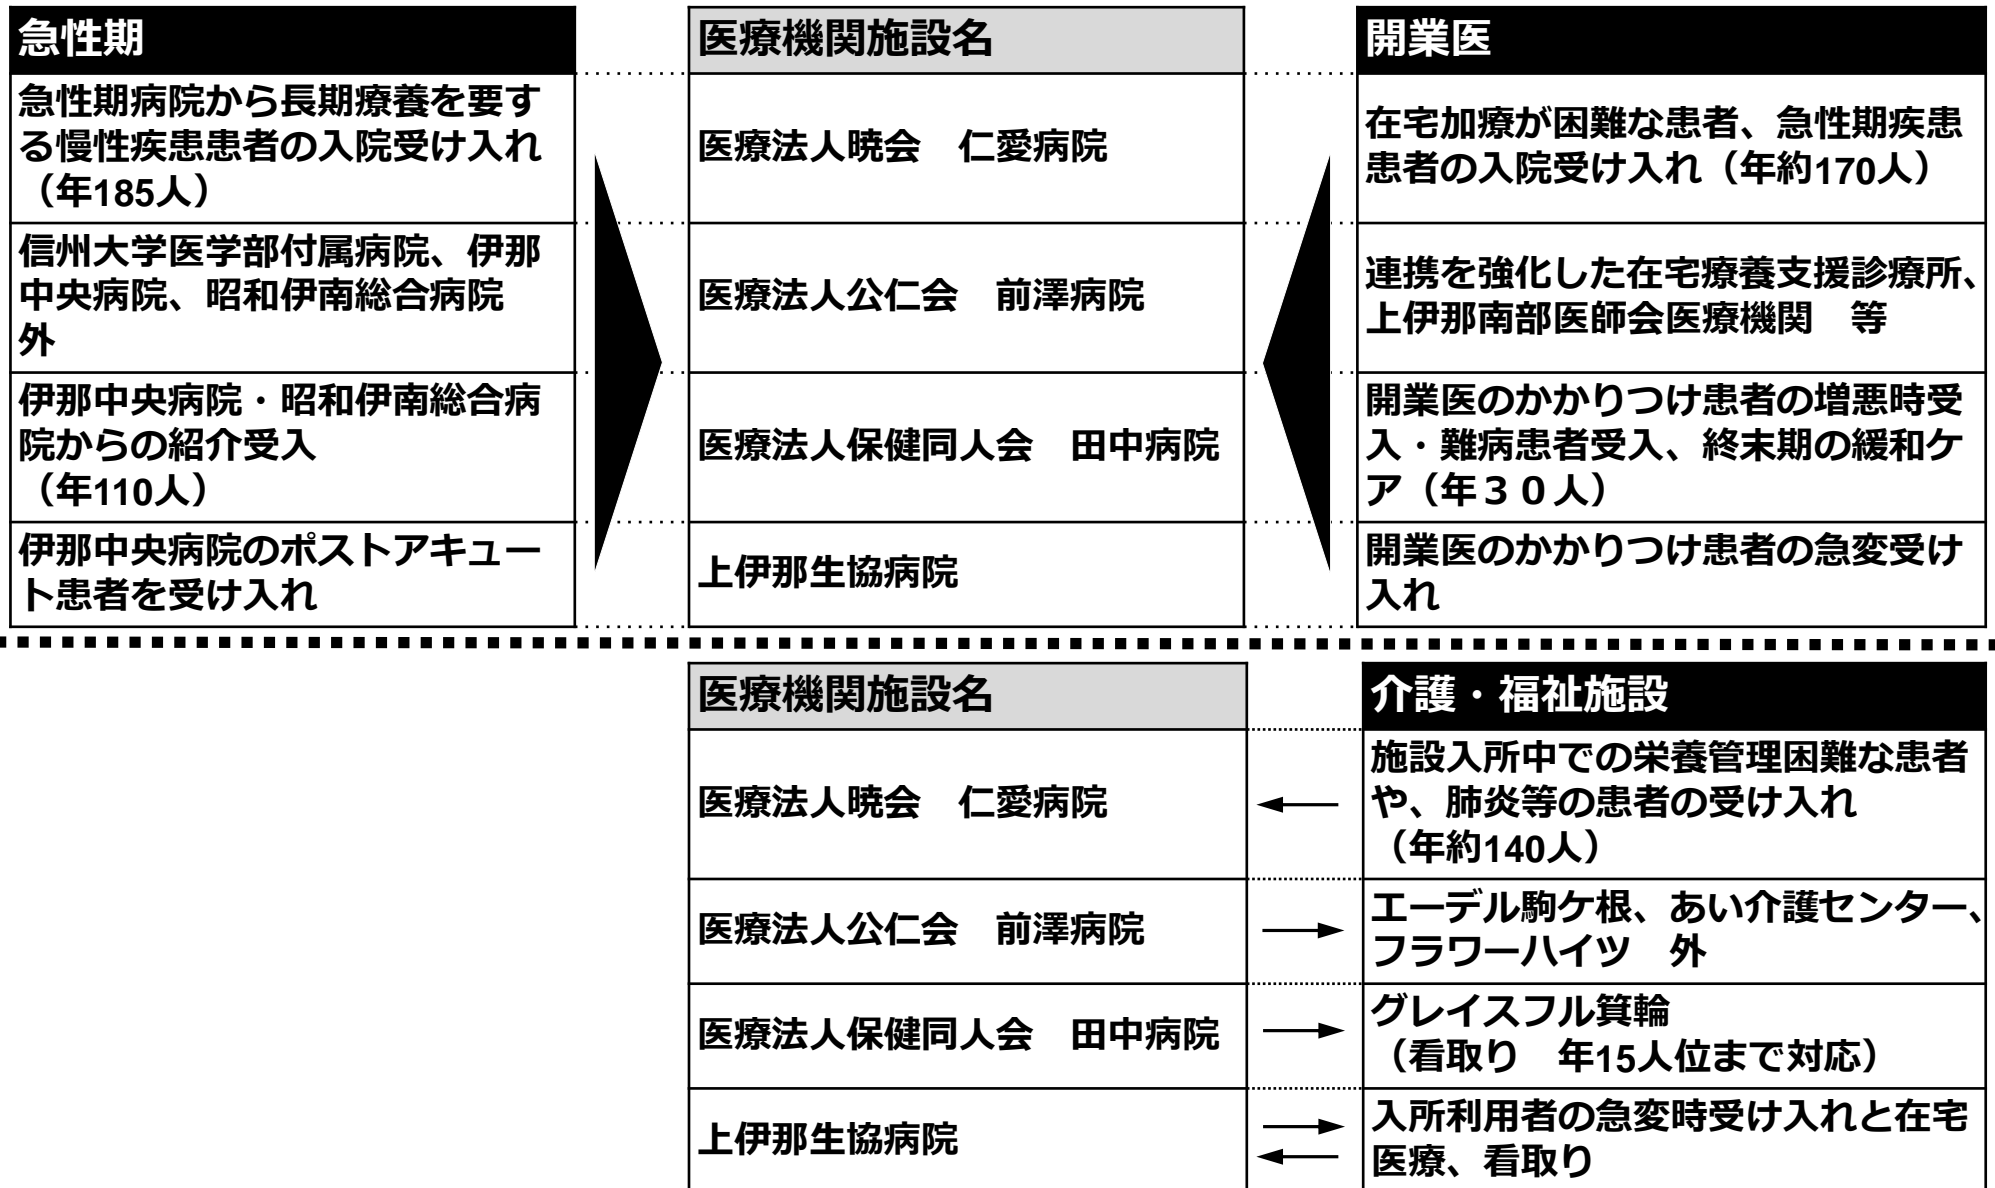 急性期
医療機関施設名
開業医
急性期病院から長期療養を要す
る慢性疾患患者の入院受け入れ
（年185人）
医療法人暁会　仁愛病院
在宅加療が困難な患者、急性期疾患
患者の入院受け入れ（年約170人）
信州大学医学部付属病院、伊那
中央病院、昭和伊南総合病院
外
医療法人公仁会　前澤病院
連携を強化した在宅療養支援診療所、
上伊那南部医師会医療機関　等
伊那中央病院・昭和伊南総合病
院からの紹介受入
（年110人）
医療法人保健同人会　田中病院
開業医のかかりつけ患者の増悪時受
入・難病患者受入、終末期の緩和ケ
ア（年３０人）
伊那中央病院のポストアキュー
ト患者を受け入れ
上伊那生協病院
開業医のかかりつけ患者の急変受け
入れ
医療機関施設名
介護・福祉施設
医療法人暁会　仁愛病院
施設入所中での栄養管理困難な患者
や、肺炎等の患者の受け入れ
（年約140人）
医療法人公仁会　前澤病院
エーデル駒ケ根、あい介護センター、
フラワーハイツ　外
医療法人保健同人会　田中病院
グレイスフル箕輪
（看取り　年15人位まで対応）
上伊那生協病院
入所利用者の急変時受け入れと在宅
医療、看取り